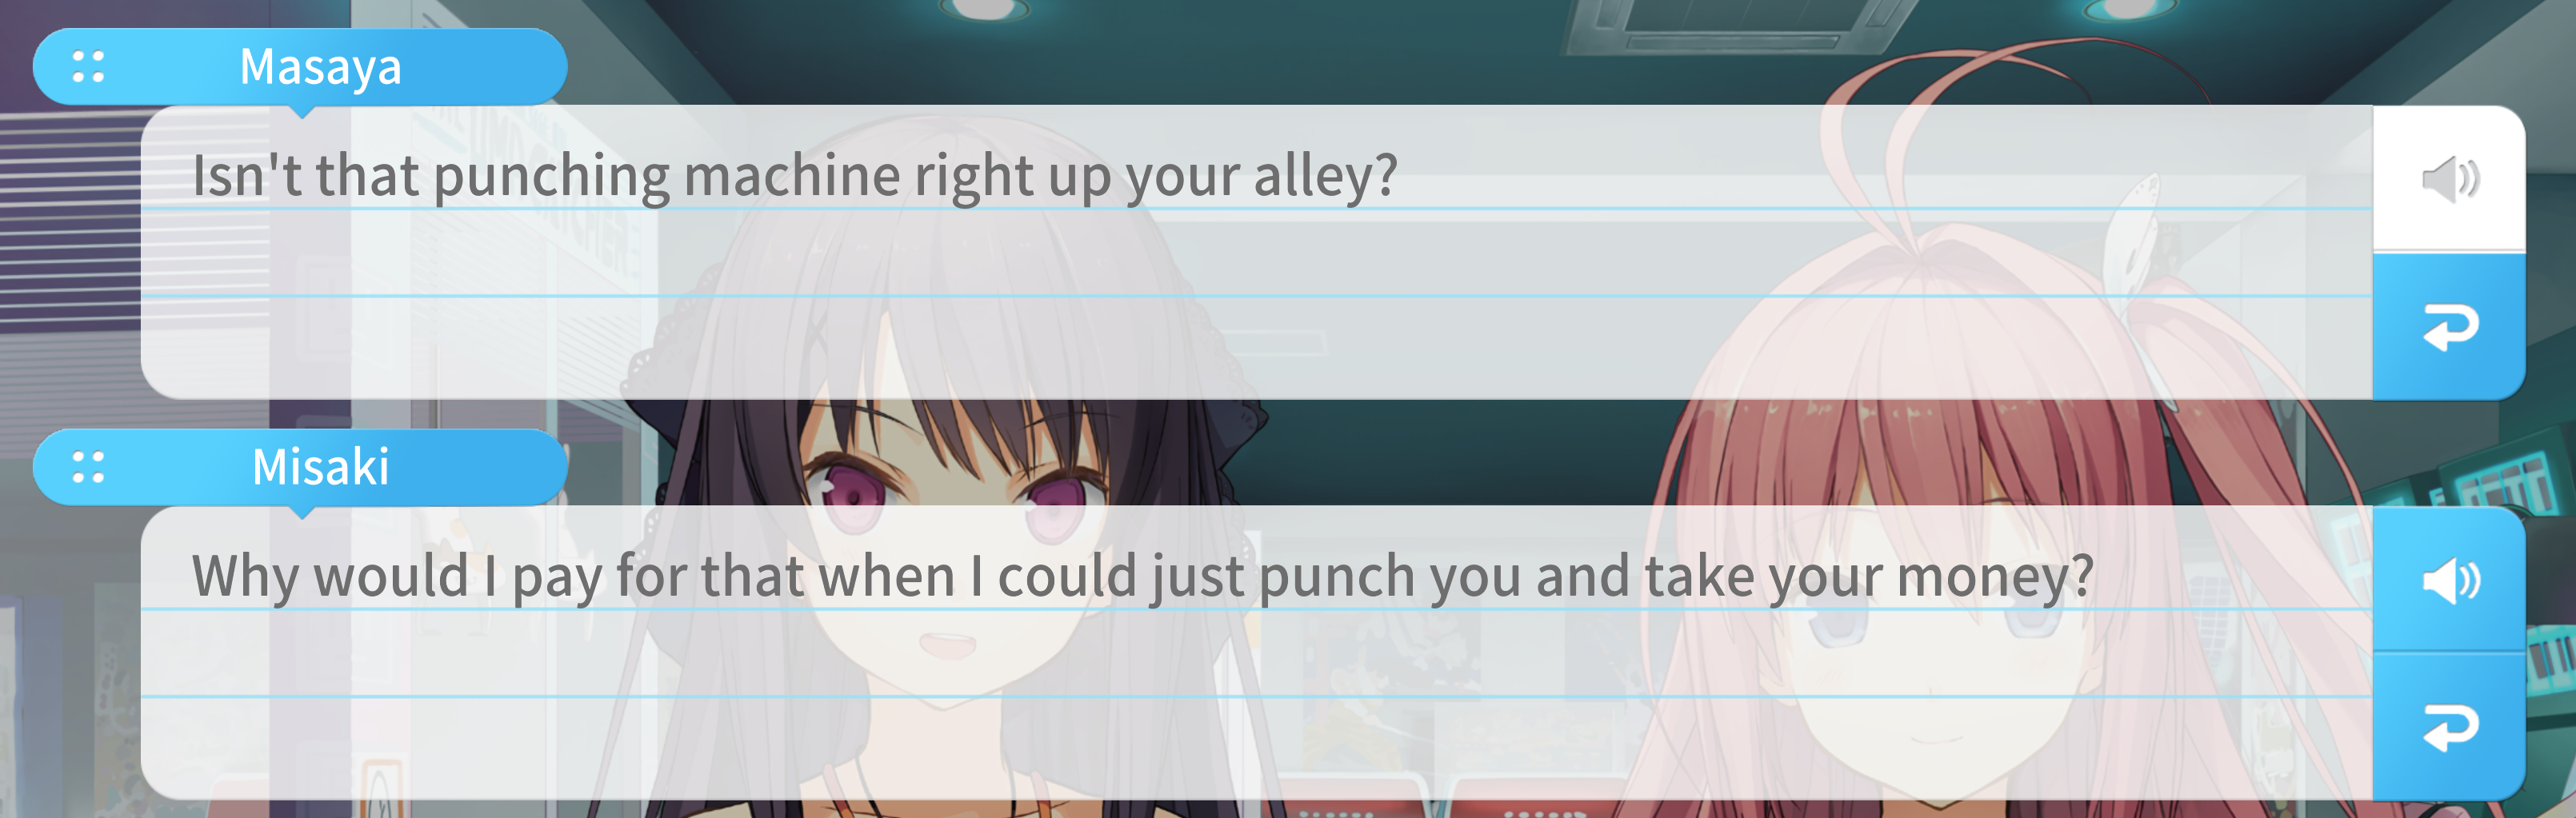 Masaya
Isn't that punching machine right up your alley?
Misaki
Why would I pay for that when I could just punch you and take your money?